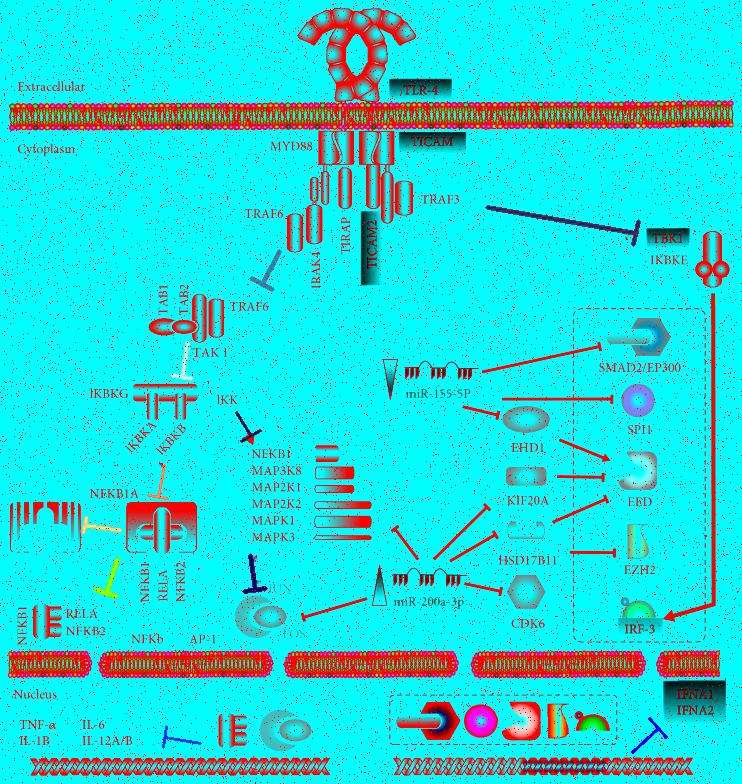 Extracellular
TLR-4
Cytoplasm
MYD88
TICAM
TRAF6
TRAF3
IRAK4
TIRAP
TICAM2
TBK1
IKBKE
TAB1
TAB2
TRAF6
TAK 1
SMAD2/EP300
miR-155-5P
IKBKG
IKK
IKBKA
IKBKB
SPI1
EHD1
NEKB1
MAP3K8
MAP2K1
MAP2K2
MAPK1
MAPK3
EBD
NEKB1A
KIF20A
HSD17B11
EZH2
NFKB1
RELA
NFKB2
JUN
miR-200a-3p
CDK6
NFKB1
RELA
NFKB2
IRF-3
NFKb
AP-1
Nucleus
IFNA1
IFNA2
TNF-α
IL-6
IL-1B
IL-12A/B